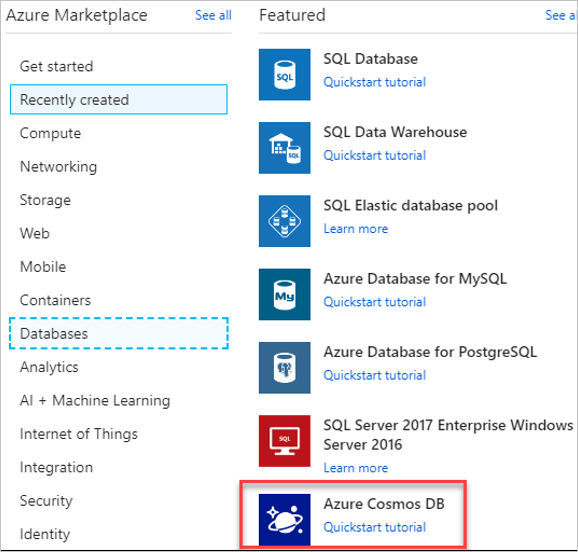 Azure Marketplace
See all
Get started
Recently created
Compute
Networking
Storage
Web
Mobile
Containers
Databases
Analytics
AI + Machine Learning
Internet of Things
Integration
Security
Identity
Featured
See al
SQL
SQL Database
Quickstart tutorial
SQL
SQL Data Warehouse
Quickstart tutorial
SQL Elastic database pool
Learn more
My
Azure Database for MySQL
Quickstart tutorial
Azure Database for PostgreSQL
Quickstart tutorial
SQL
SQL Server 2017 Enterprise Windows
Server 2016
Learn more
Azure Cosmos DB
Quickstart tutorial